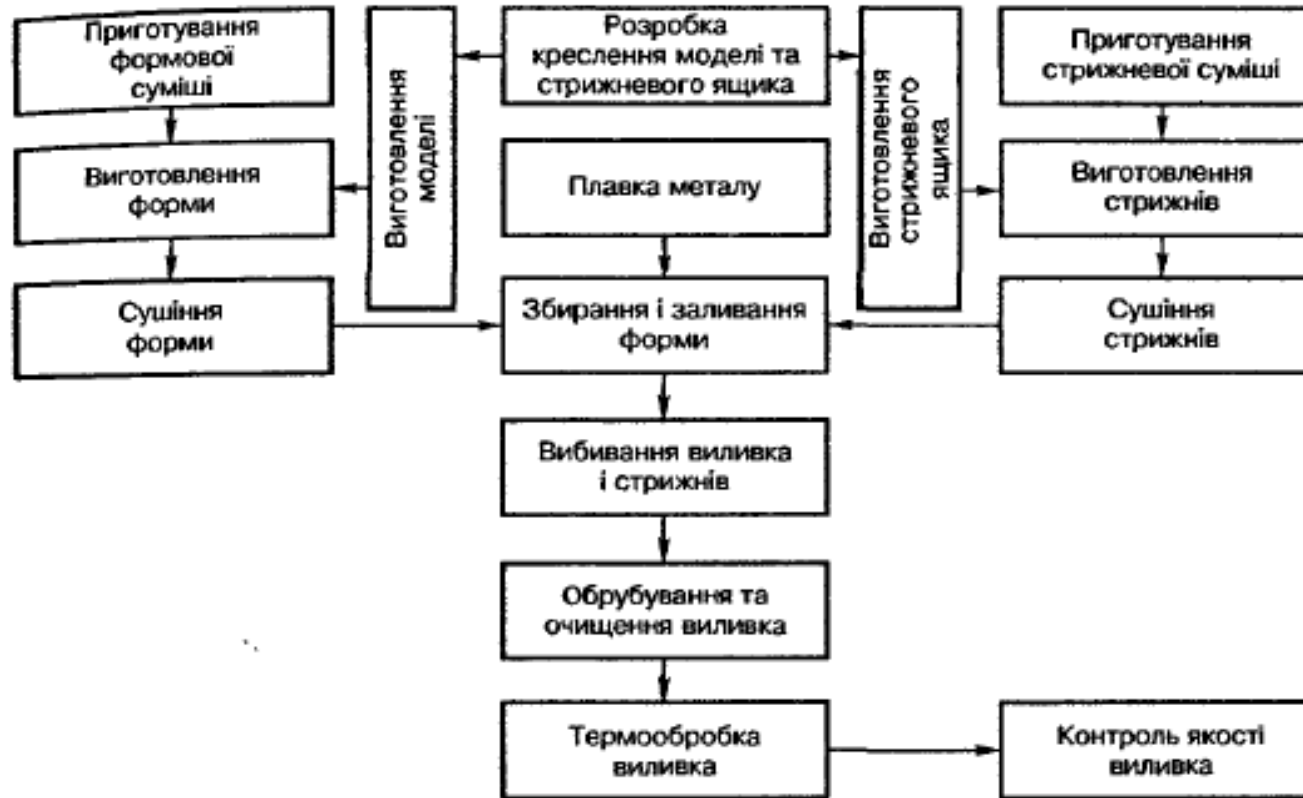 Приготування
формової
суміші
Виготовлення
моделі
Розробка
креслення моделі та
стрижневого ящика
Виготовлення
стрижневого
ящика
Приготування
стрижневої суміші
Виготовлення
форми
Плавка металу
Виготовлення
стрижнів
Сушіння
форми
Збирання і заливання
форми
Сушіння
стрижнів
Вибивання виливка
і стрижнів
Обрубування та
очищення виливка
Термообробка
виливка
Контроль якості
виливка